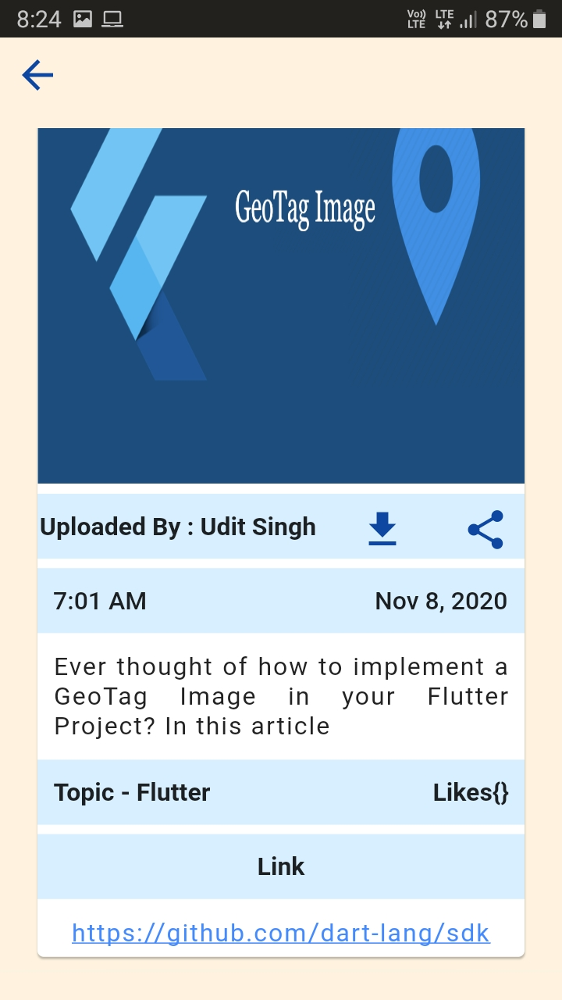 8:24 Vo)) LTE LTE 87%
GeoTag Image
Uploaded By : Udit Singh
7:01 AM Nov 8, 2020
Ever thought of how to implement a
GeoTag Image in your Flutter
Project? In this article
Topic - Flutter Likes{}
Link
https://github.com/dart-lang/sdk